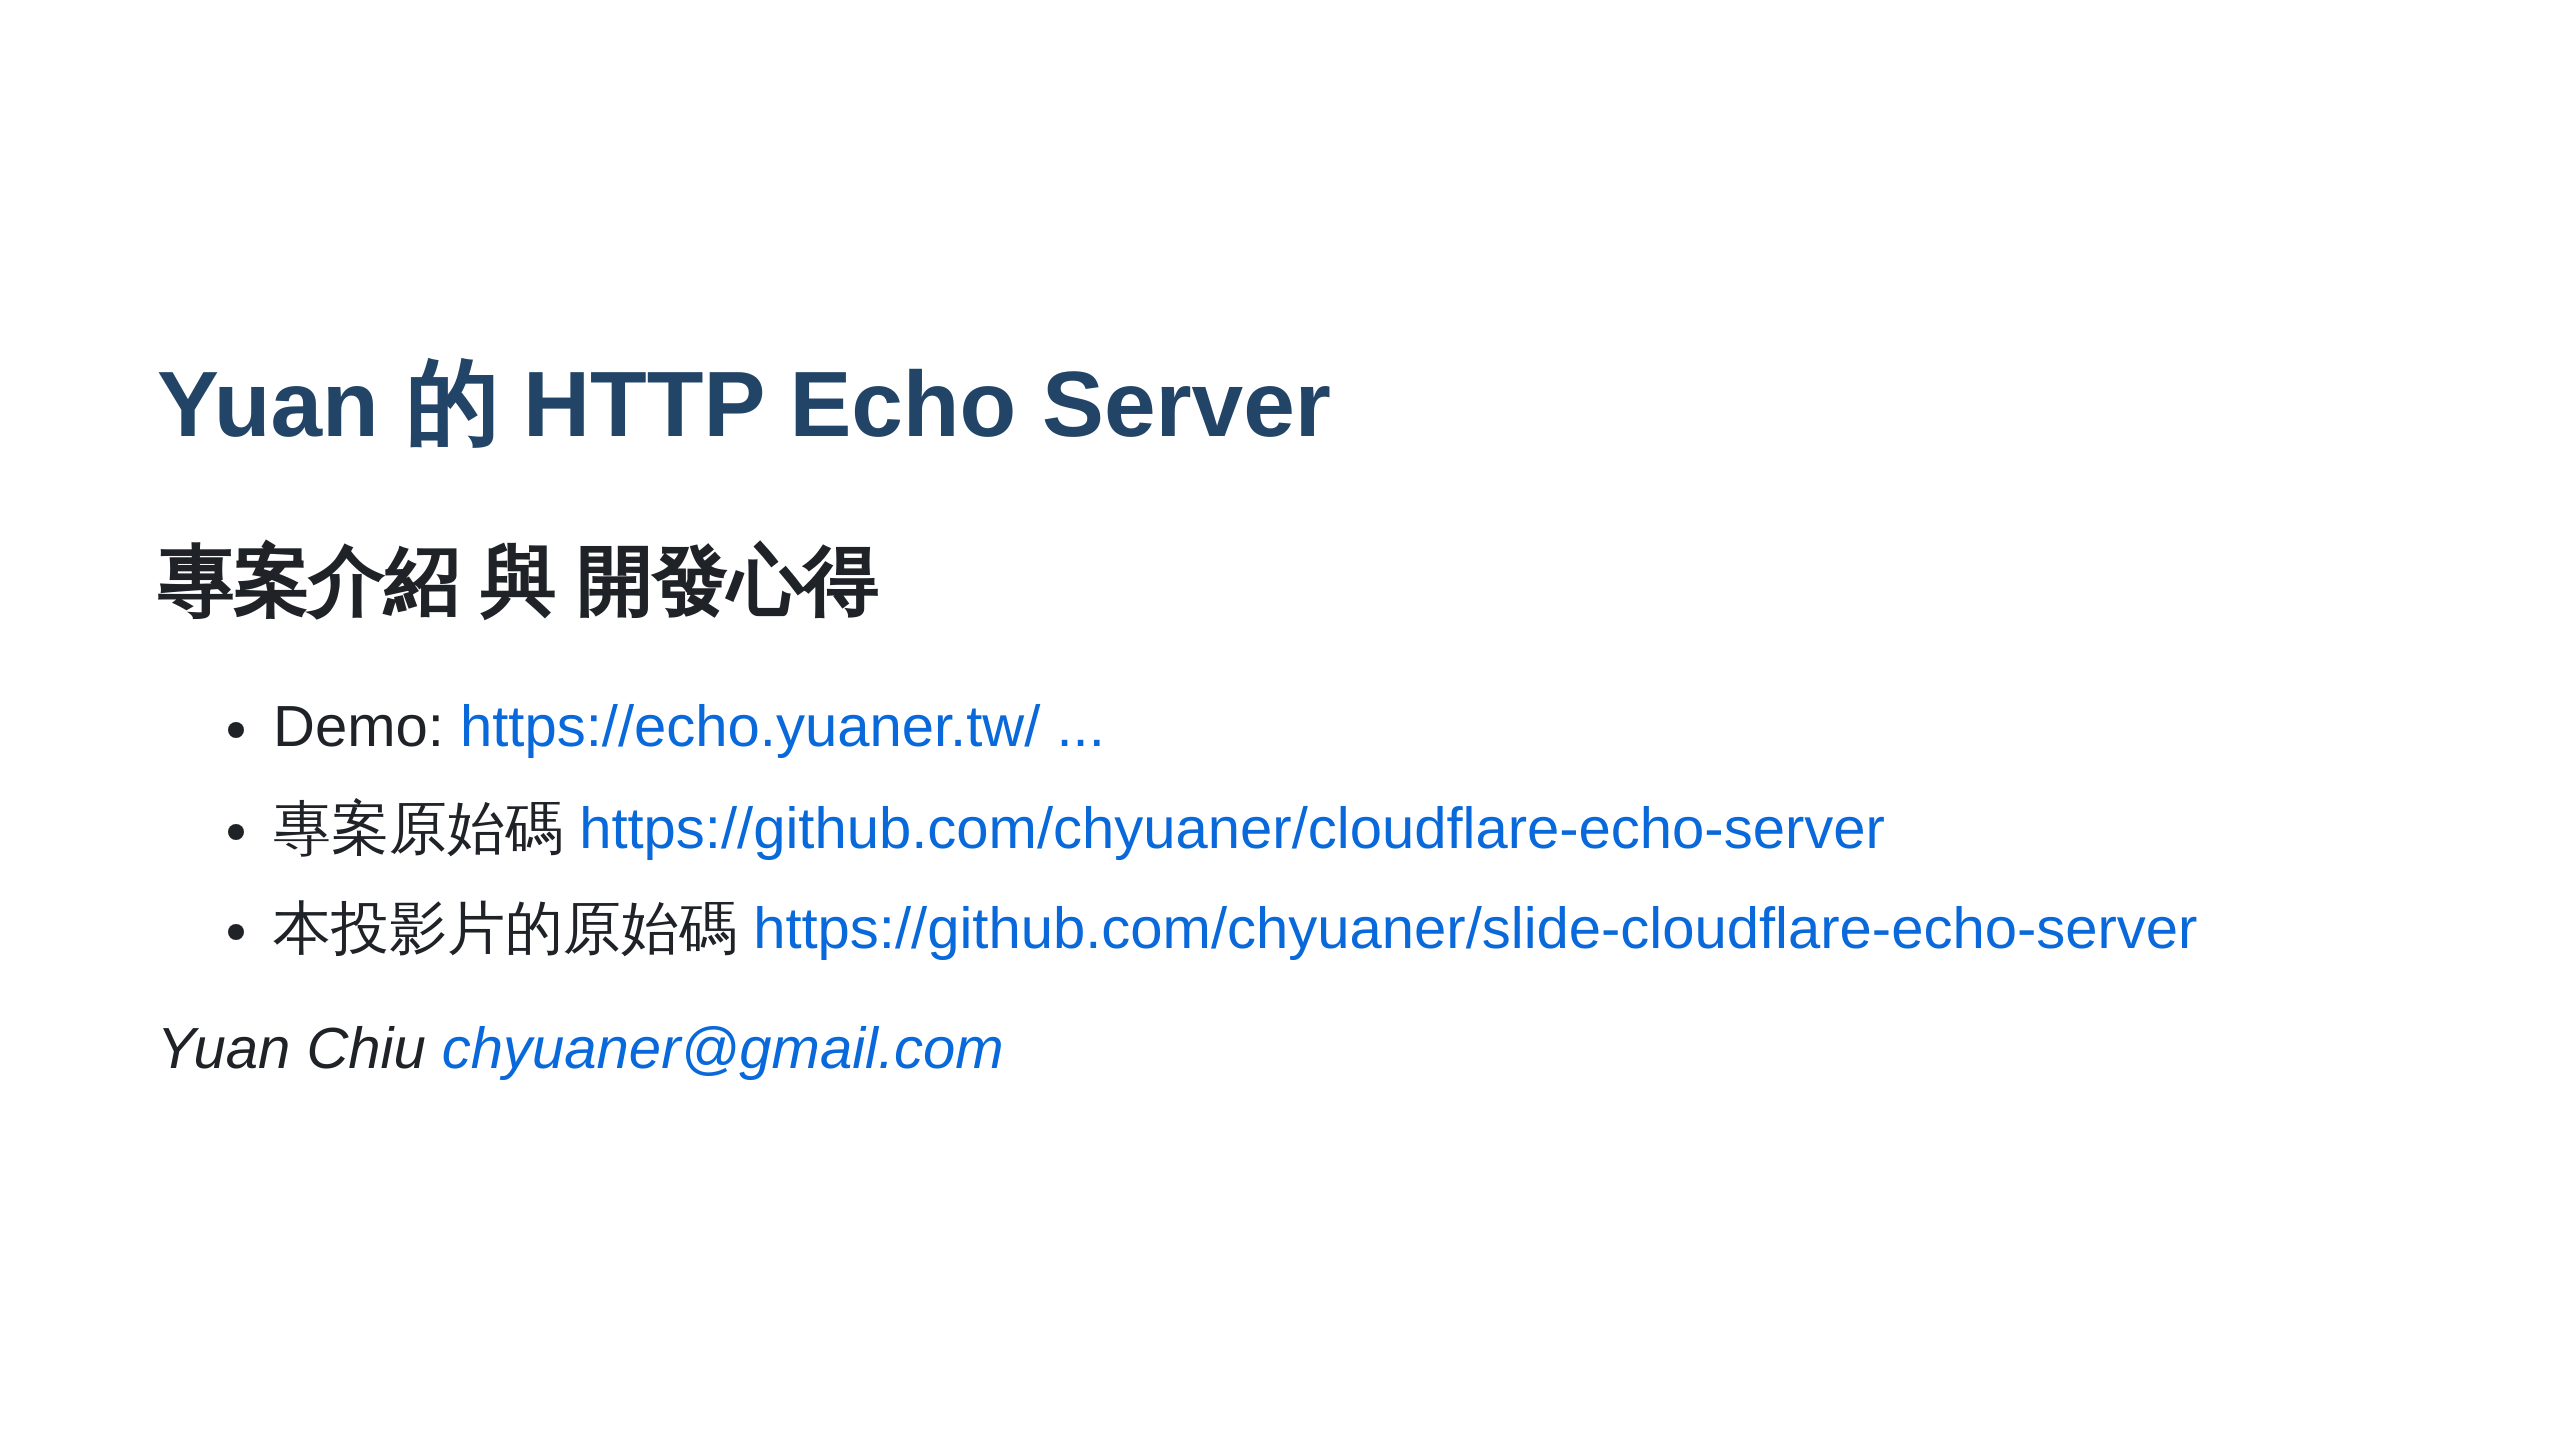 Yuan 的 HTTP Echo Server
專案介紹 與 開發心得
• Demo: https://echo.yuaner.tw/ ...
• 專案原始碼 https://github.com/chyuaner/cloudflare-echo-server
• 本投影片的原始碼 https://github.com/chyuaner/slide-cloudflare-echo-server
Yuan Chiu chyuaner@gmail.com